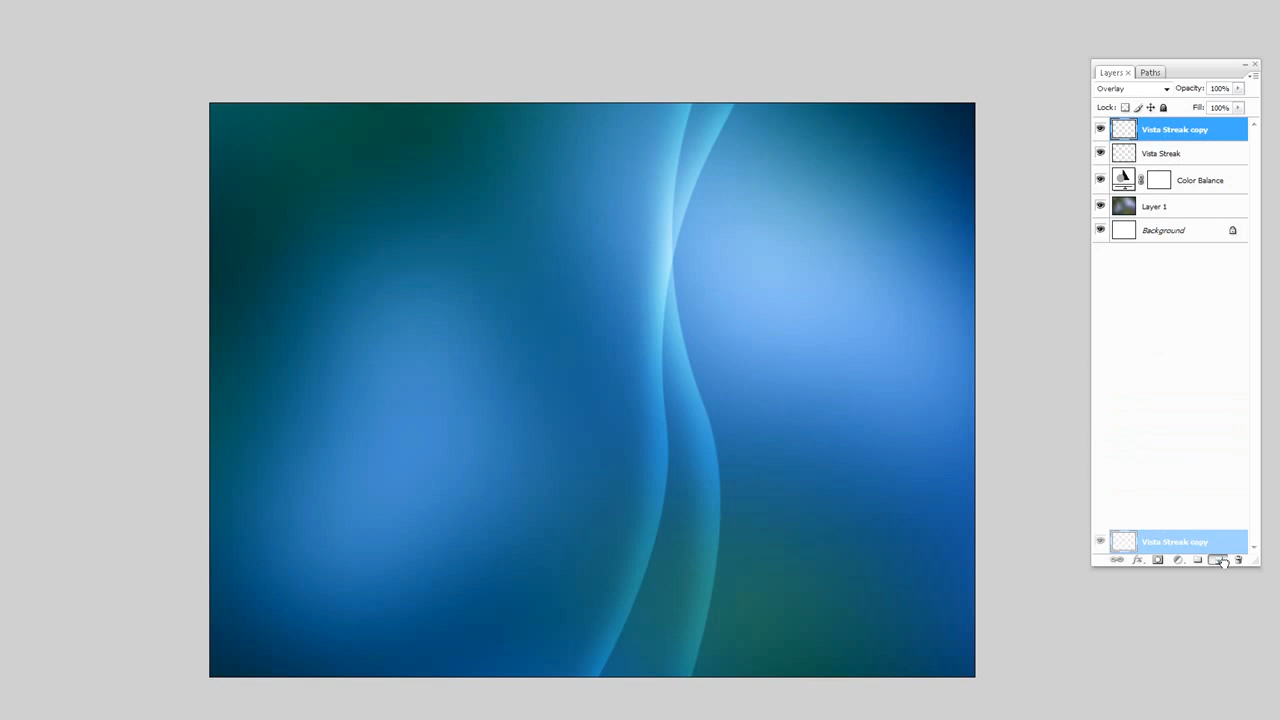 Layers × Paths
Overlay Opacity: 100%
Lock: Fill: 100%
Vista Streak copy
Vista Streak
Color Balance
Layer 1
Background
Vista Streak copy
fx.